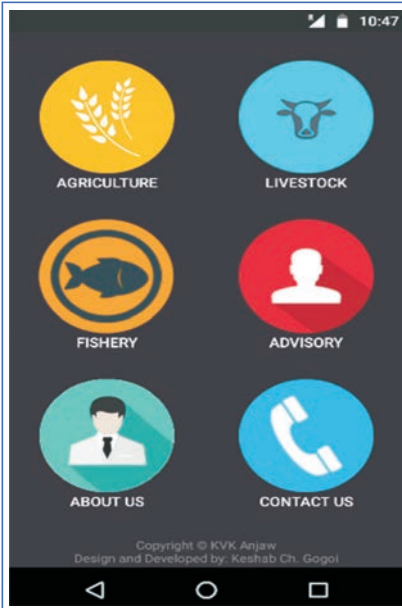 10:47
AGRICULTURE LIVESTOCK
FISHERY ADVISORY
ABOUT US CONTACT US
Copyright © KVK Anjaw
Design and Developed by: Keshab Ch. Gogoi